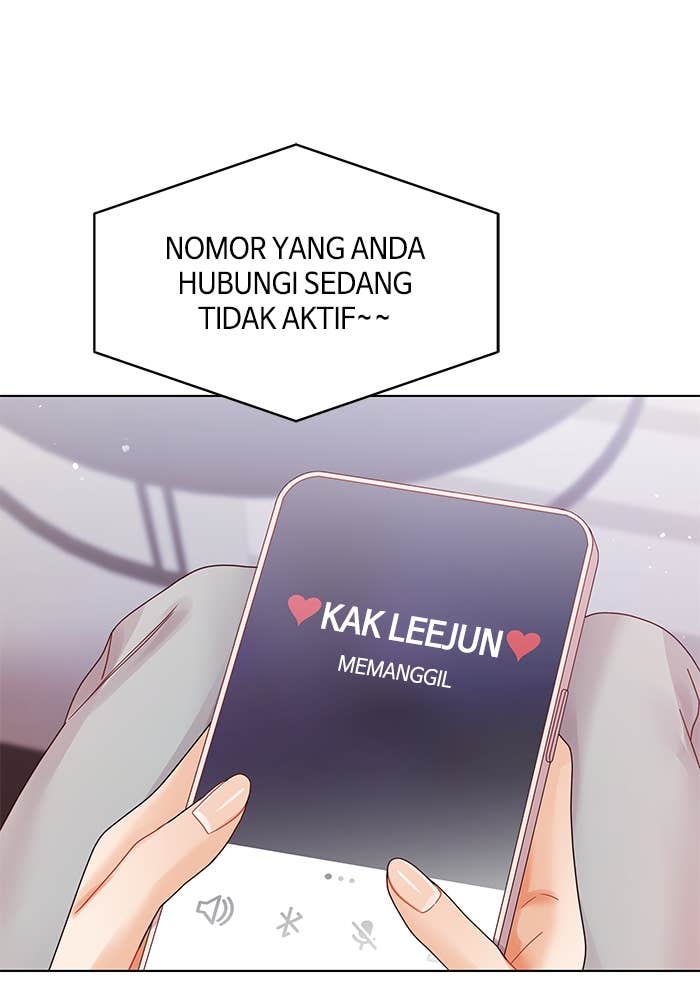 NOMOR YANG ANDA
HUBUNGI SEDANG
TIDAK AKTIF~~
❤KAK LEEJUN❤
MEMANGGIL